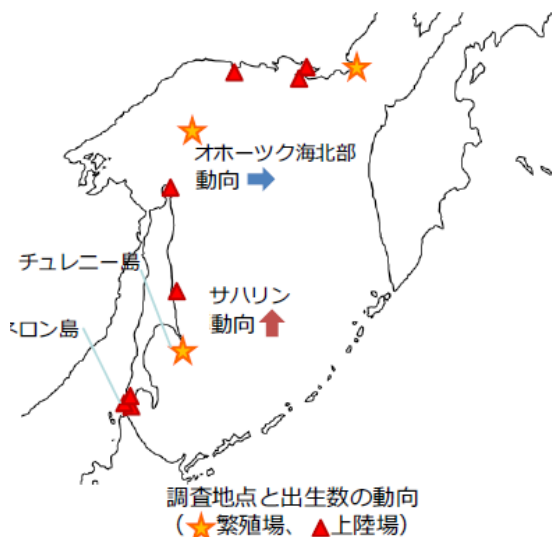 オホーツク海北部
動向
チュレニー島
サハリン
動向
ネロン島
調査地点と出生数の動向
(繁殖場、上陸場)